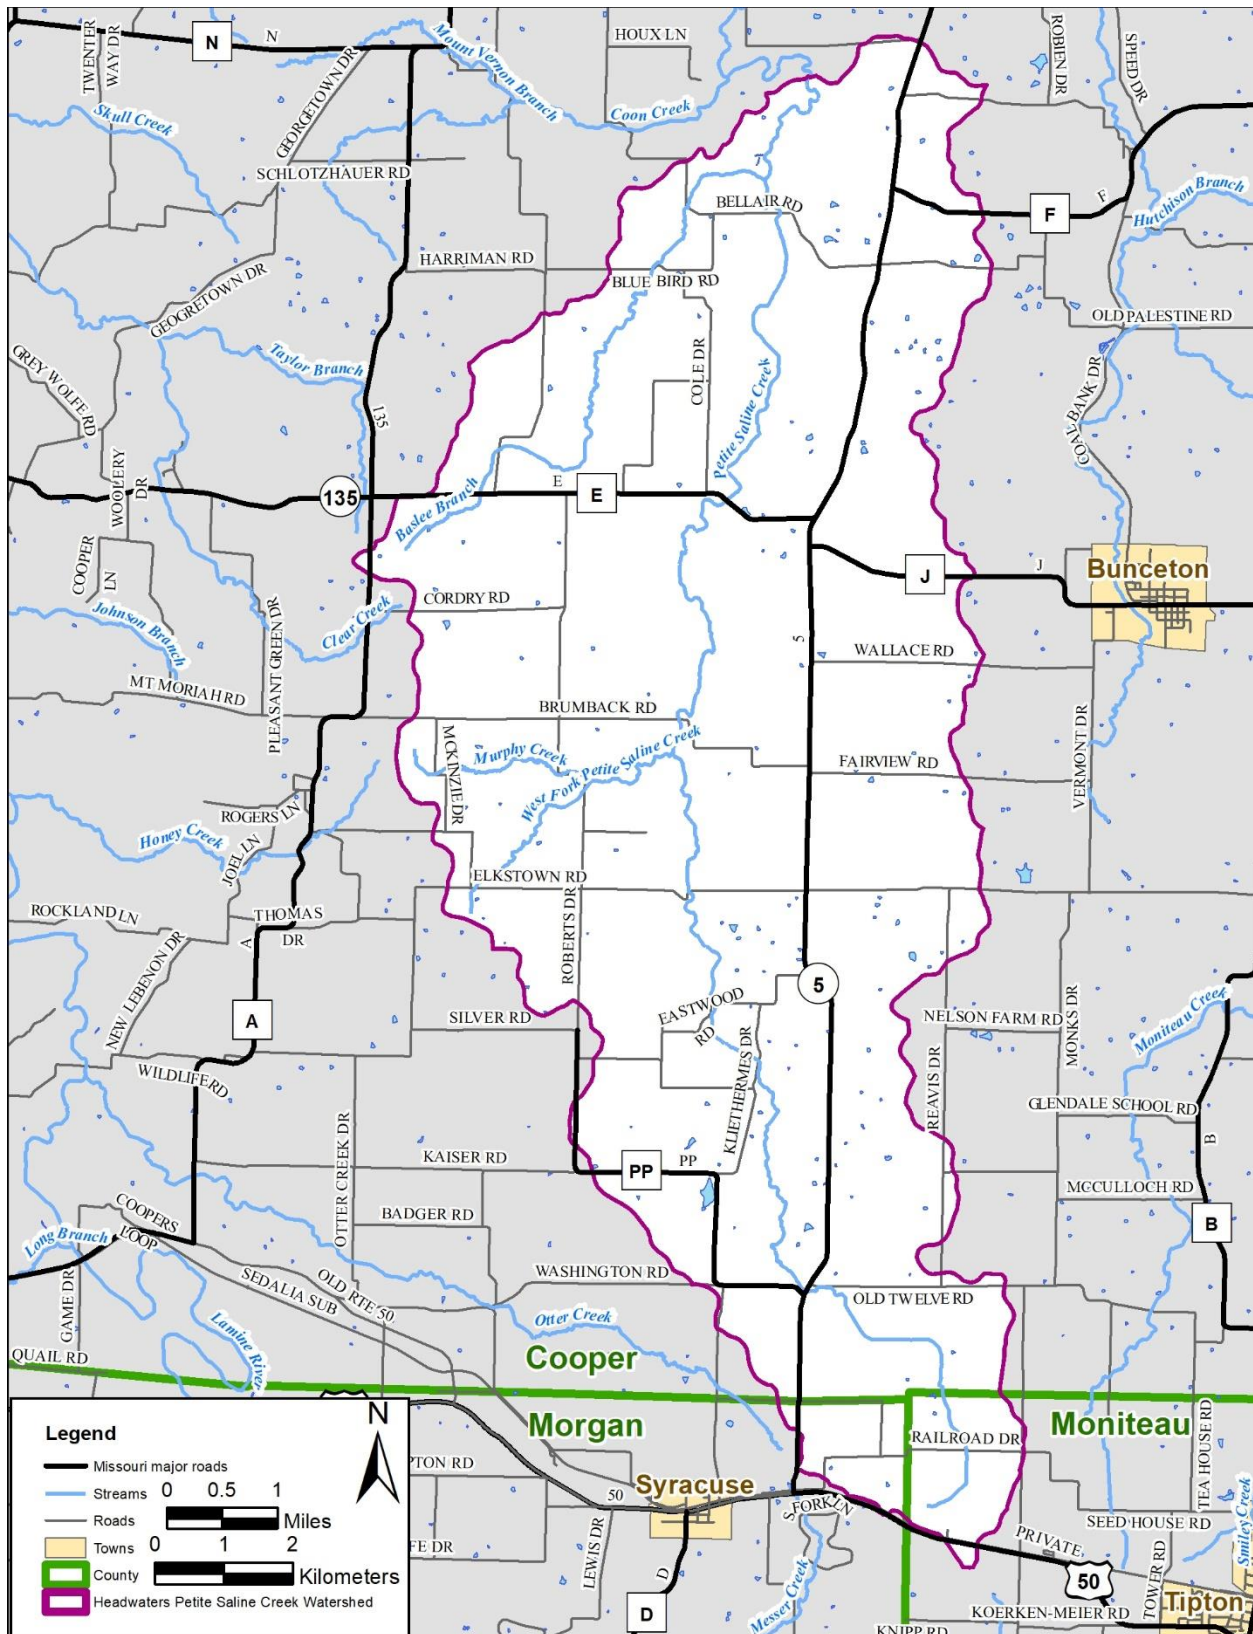 HOUX LN
ROBIEN DR
SPEED DR
TWENTER
WAY DR
N
N
Mount Vernon Branch
GEORGETOWN DR
Coon Creek
Skull Creek
SCHLOTZHAUER RD
BELLAIR RD
F
F
Hutchison Branch
HARRIMAN RD
BLUE BIRD RD
GEOGRETOWN DR
OLD PALESTINE RD
Taylor Branch
GREY WOLFE RD
COLE DR
Petite Saline Creek
COAL BANK DR
135
WOOLERY
DR
135
E
E
Baslee Branch
COOPER
LN
J
J
Bunceton
CORDRY RD
Johnson Branch
Clear Creek
PLEASANT GREEN DR
5
WALLACE RD
MT MORIAH RD
BRUMBACK RD
MCKINZIE DR
Murphy Creek
West Fork Petite Saline Creek
FAIRVIEW RD
VERMONT DR
ROGERS LN
Honey Creek
JOEL LN
ELKSTOWN RD
ROCKLAND LN
THOMAS
DR
A
ROBERTS DR
NEW LEBENON DR
5
EASTWOOD
RD
A
SILVER RD
NELSON FARM RD
MONKS DR
Moniteau Creek
WILDLIFE RD
KLIETHERMES DR
REAVIS DR
GLENDALE SCHOOL RD
B
OTTER CREEK DR
KAISER RD
PP
PP
MCCULLOCH RD
COOPERS
LOOP
BADGER RD
B
Long Branch
GAME DR
SEDALIA SUB
OLD RTE 50
WASHINGTON RD
OLD TWELVE RD
Lamine River
Otter Creek
QUAIL RD
Cooper
Morgan
Moniteau
TEA HOUSE RD
RAILROAD DR
PTON RD
Syracuse
50
S FORK LN
SEED HOUSE RD
Smiley Creek
FE DR
LEWIS DR
D
PRIVATE
TOWER RD
50
Messer Creek
D
KOERKEN-MEIER RD
Tipton
KNIPP RD
Legend
N
Missouri major roads
Streams
0 0.5 1
Miles
Roads
Towns
0 1 2
Kilometers
County
Headwaters Petite Saline Creek Watershed